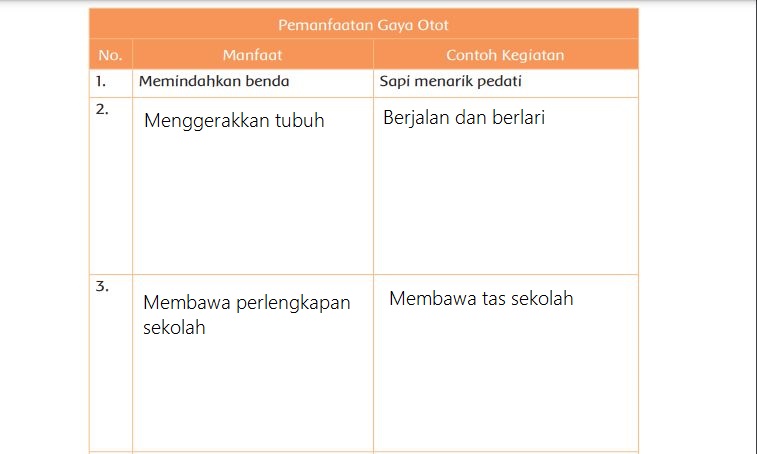 Pemanfaatan Gaya Otot
No. Manfaat Contoh Kegiatan
1. Memindahkan benda Sapi menarik pedati
2. Menggerakkan tubuh Berjalan dan berlari
3. Membawa perlengkapan sekolah Membawa tas sekolah